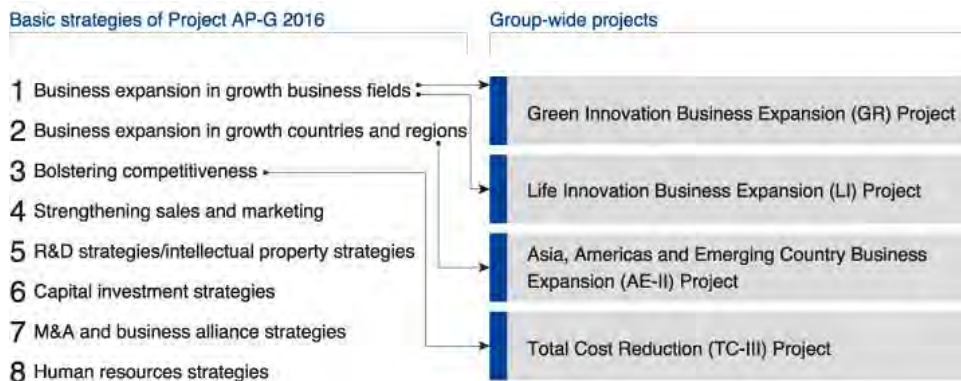 Basic strategies of Project AP-G 2016
1 Business expansion in growth business fields
2 Business expansion in growth countries and regions
3 Bolstering competitiveness
4 Strengthening sales and marketing
5 R&D strategies/intellectual property strategies
6 Capital investment strategies
7 M&A and business alliance strategies
8 Human resources strategies
Group-wide projects
Green Innovation Business Expansion (GR) Project
Life Innovation Business Expansion (LI) Project
Asia, Americas and Emerging Country Business
Expansion (AE-II) Project
Total Cost Reduction (TC-III) Project